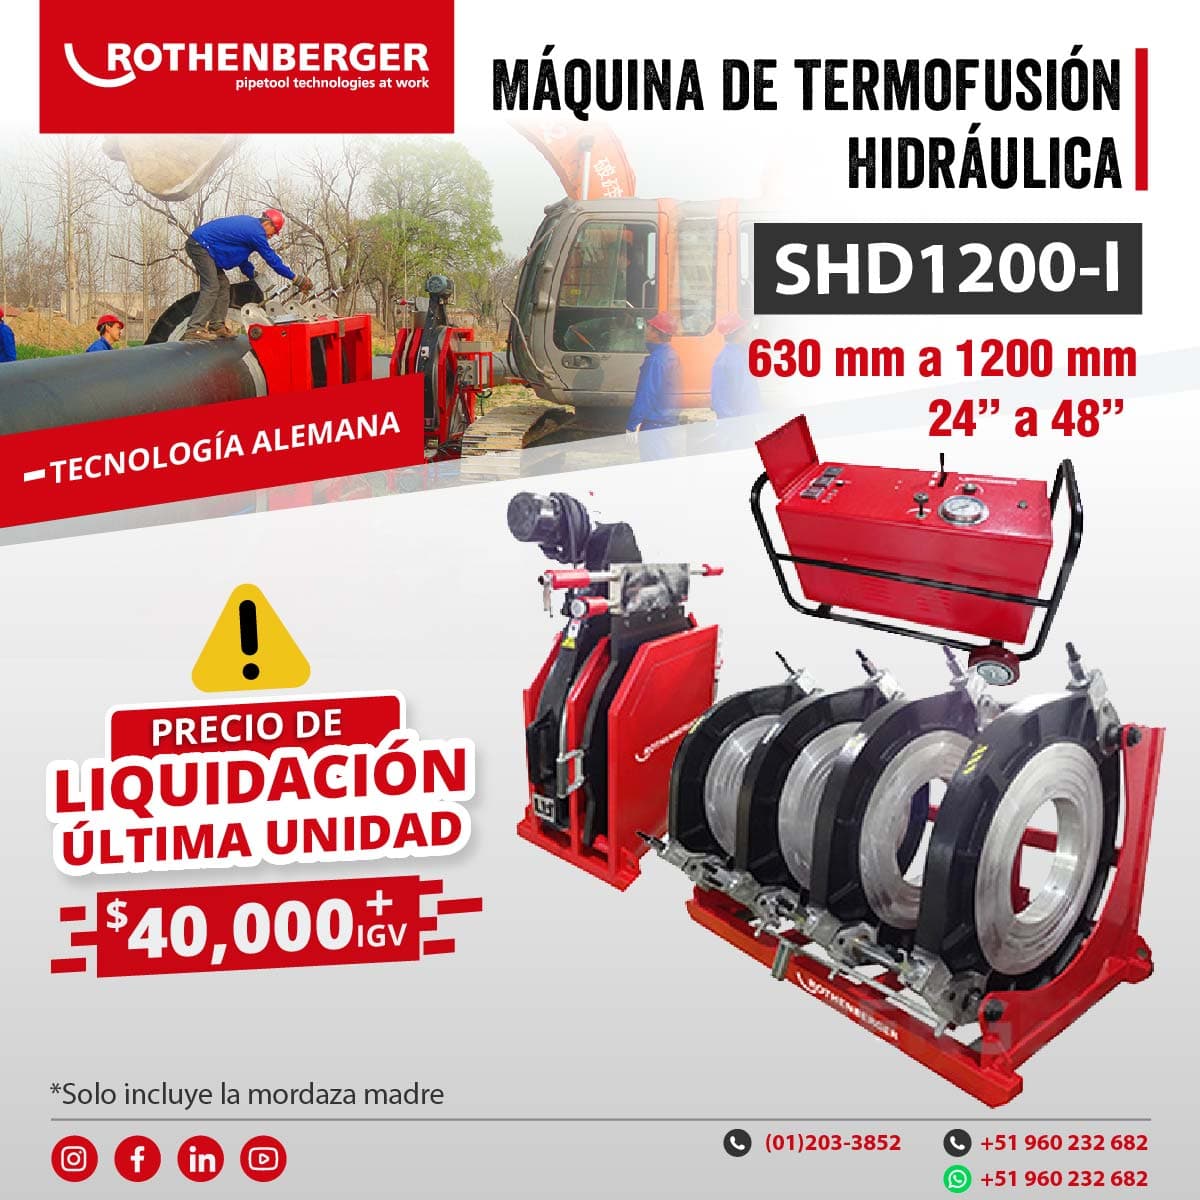 ROTHENBERGER
pipetool technologies at work
MÁQUINA DE TERMOFUSIÓN
HIDRÁULICA
SHD1200-I
630 mm a 1200 mm
24” a 48”
TECNOLOGÍA ALEMANA
PRECIO DE
LIQUIDACIÓN
ÚLTIMA UNIDAD
$40,000+
IGV
ROTHENBERGER
ROTHENBERGER
*Solo incluye la mordaza madre
(01)203-3852
+51 960 232 682
+51 960 232 682